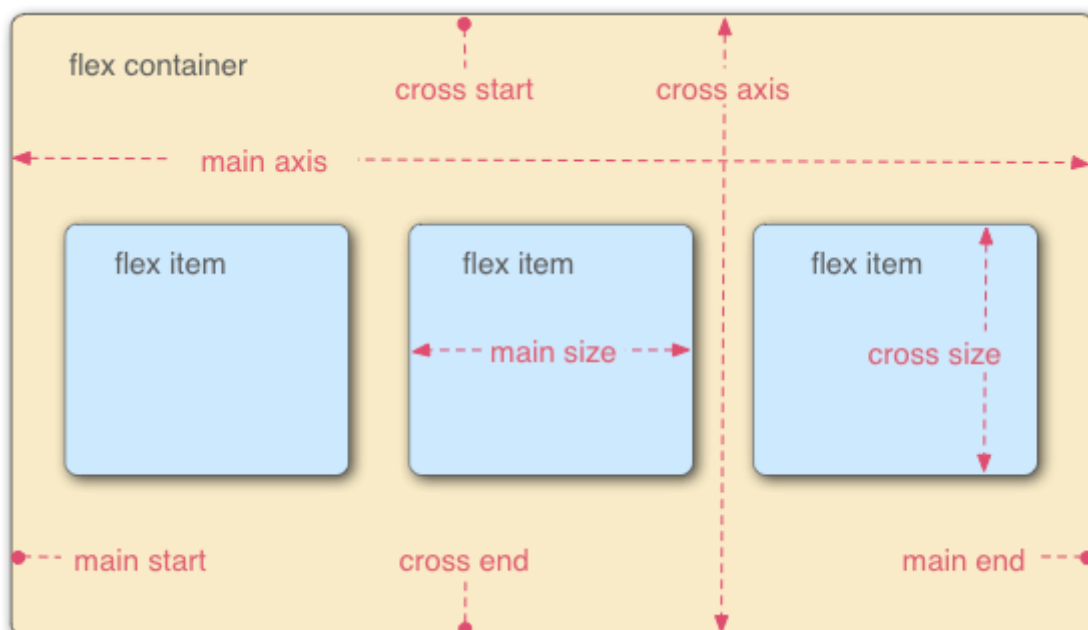 flex container
cross start
cross axis
main axis
flex item
flex item
flex item
main size
cross size
main start
cross end
main end